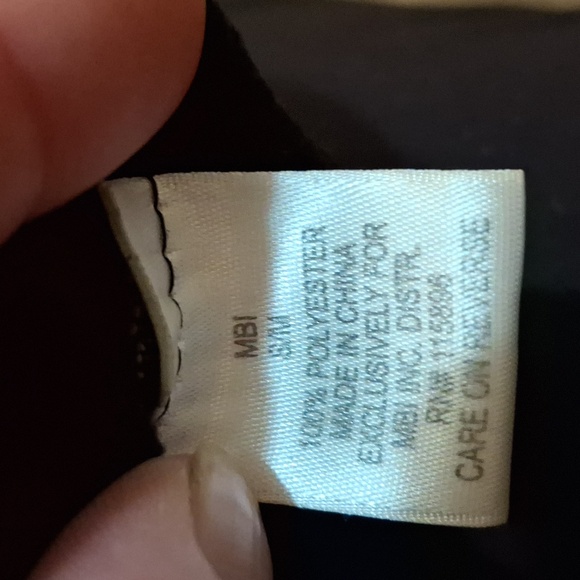 MBI
S/M
100% POLYESTER
MADE IN CHINA
EXCLUSIVELY FOR
MBI INC. DISTR.
RN# 115896
CARE ON REVERSE